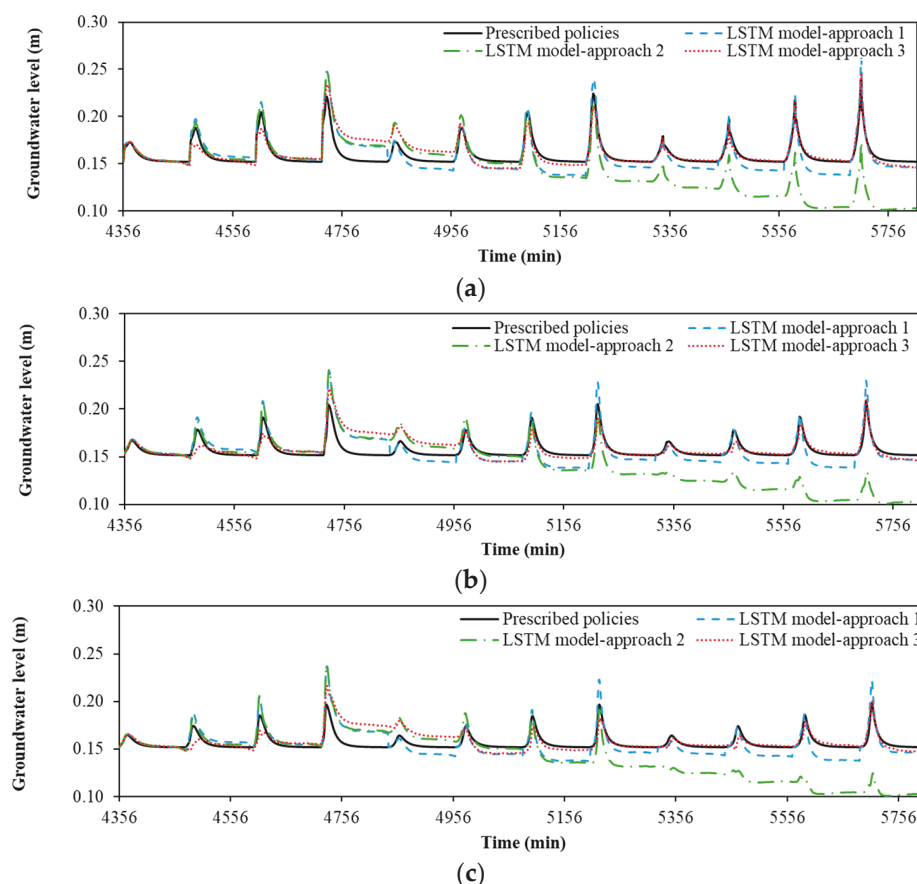 0.30
0.25
0.20
0.15
0.10
Groundwater level (m)
Prescribed policies
LSTM model-approach 1
LSTM model-approach 2
LSTM model-approach 3
4356 4556 4756 4956 5156 5356 5556 5756
Time (min)
(a)
0.30
0.25
0.20
0.15
0.10
Groundwater level (m)
Prescribed policies
LSTM model-approach 1
LSTM model-approach 2
LSTM model-approach 3
4356 4556 4756 4956 5156 5356 5556 5756
Time (min)
(b)
0.30
0.25
0.20
0.15
0.10
Groundwater level (m)
Prescribed policies
LSTM model-approach 1
LSTM model-approach 2
LSTM model-approach 3
4356 4556 4756 4956 5156 5356 5556 5756
Time (min)
(c)